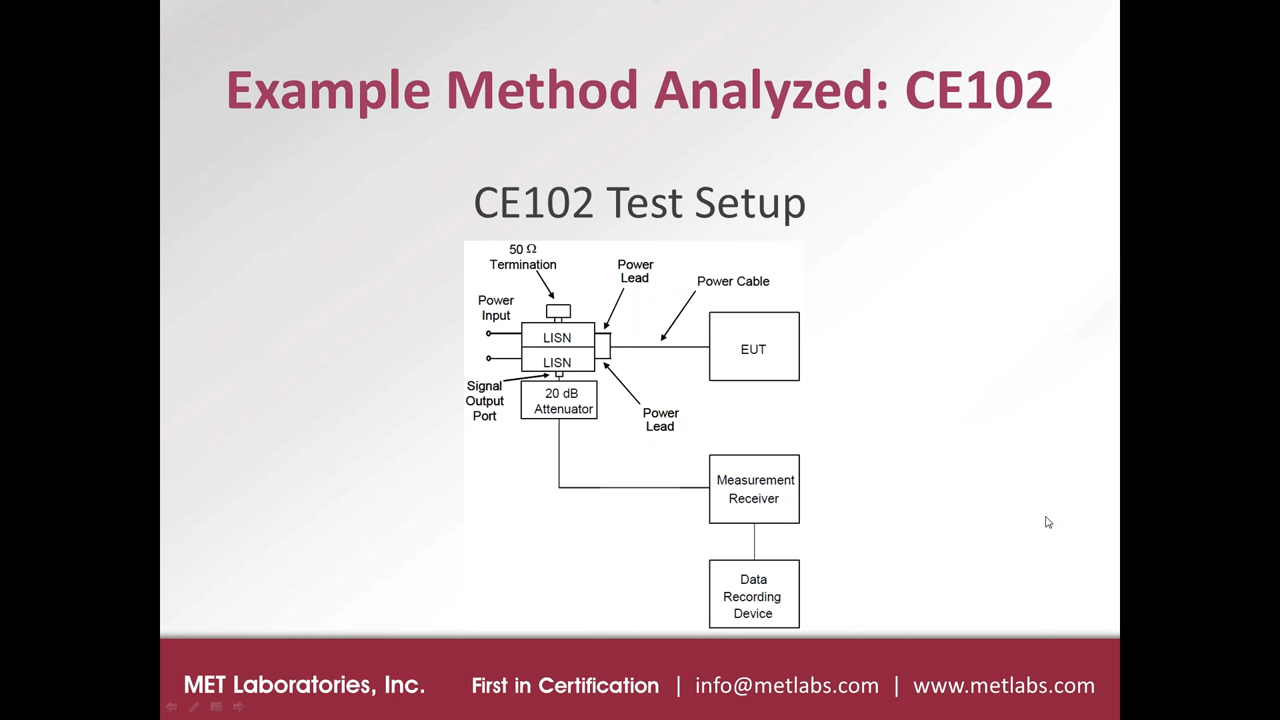 Example Method Analyzed: CE102
CE102 Test Setup
50 Ω
Termination
Power
Lead
Power Cable
Power
Input
LISN
LISN
EUT
Signal
Output
Port
20 dB
Attenuator
Power
Lead
Measurement
Receiver
Data
Recording
Device
MET Laboratories, Inc. First in Certification | info@metlabs.com | www.metlabs.com